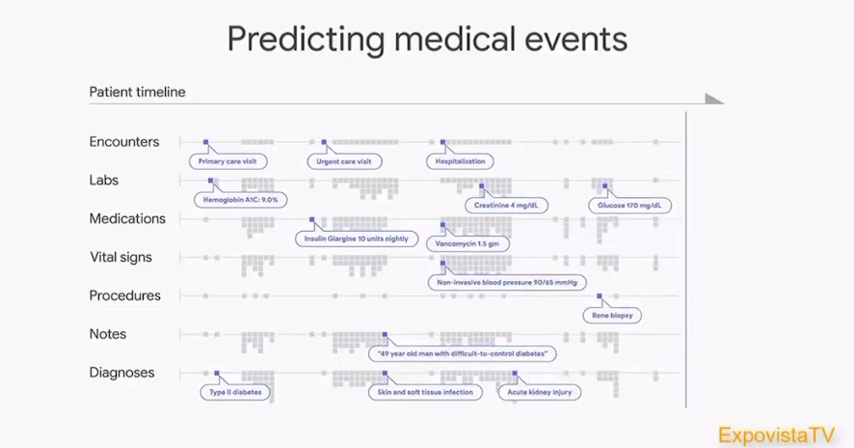 Predicting medical events
Patient timeline
Encounters
Primary care visit
Urgent care visit
Hospitalization
Labs
Hemoglobin A1C: 9.0%
Creatinine 4 mg/dL
Glucose 170 mg/dL
Medications
Insulin Glargine 10 units nightly
Vancomycin 1.5 gm
Vital signs
Non-invasive blood pressure 90/65 mmHg
Procedures
Bone biopsy
Notes
"49 year old man with difficult-to-control diabetes"
Diagnoses
Type II diabetes
Skin and soft tissue infection
Acute kidney injury
ExpovistaTV